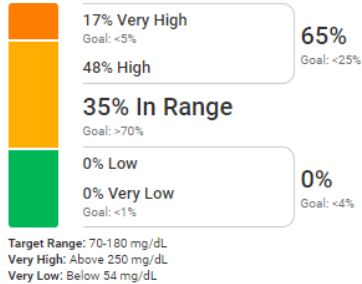 17% Very High
Goal: <5%
65%
Goal: <25%
48% High
35% In Range
Goal: >70%
0% Low
0% Very Low
Goal: <1%
0%
Goal: <4%
Target Range: 70-180 mg/dL
Very High: Above 250 mg/dL
Very Low: Below 54 mg/dL